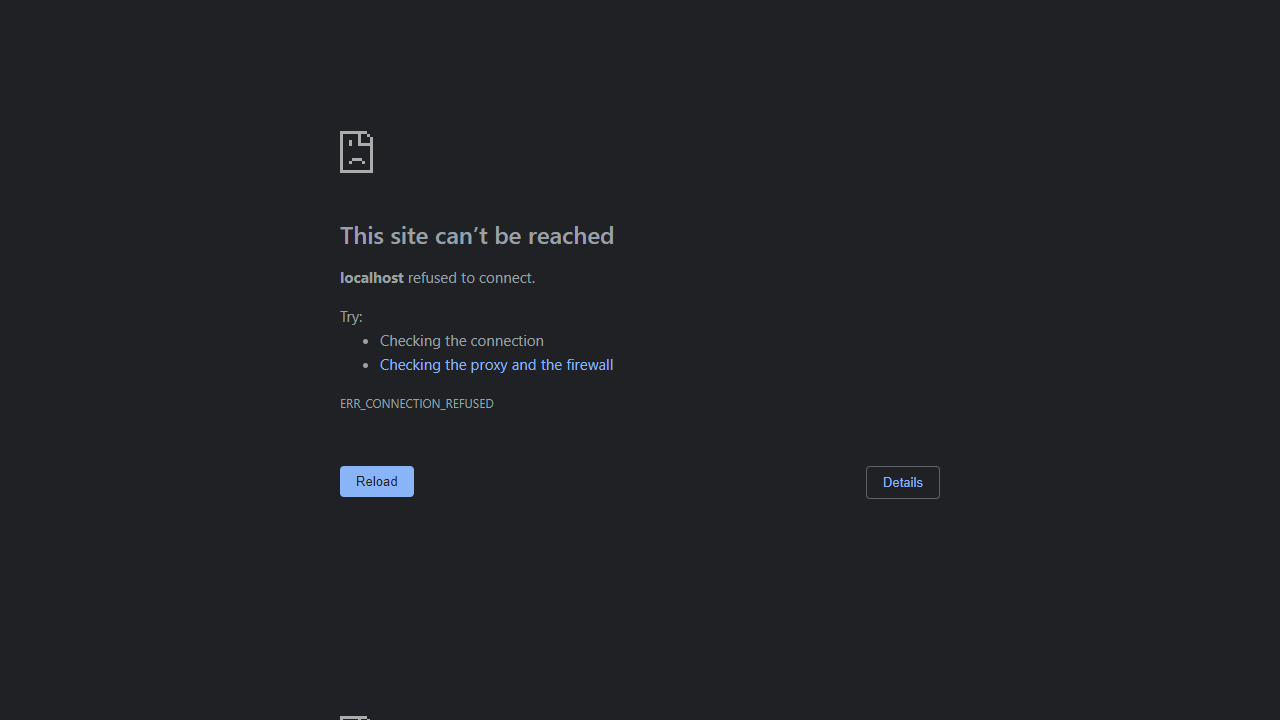 This site can’t be reached
localhost refused to connect.
Try:
• Checking the connection
• Checking the proxy and the firewall
ERR_CONNECTION_REFUSED
Reload
Details